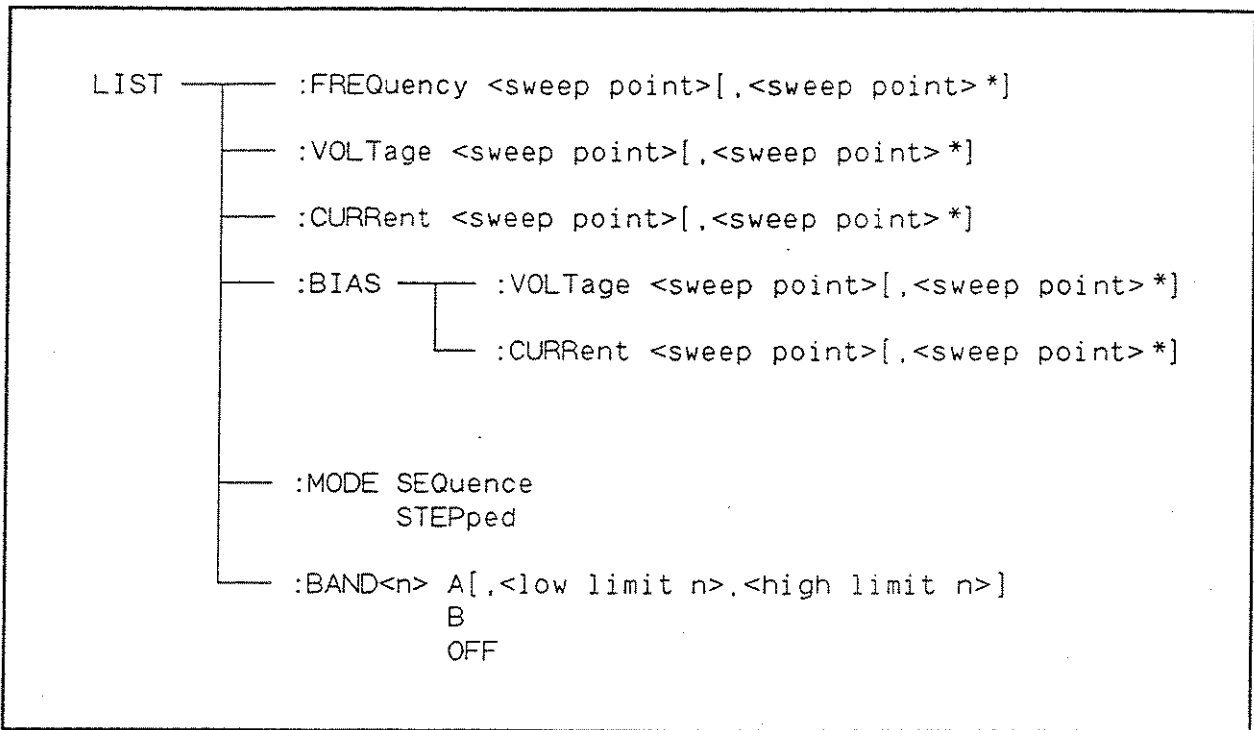 LIST :FREQuency <sweep point>[,<sweep point>*]
:VOLTage <sweep point>[,<sweep point>*]
:CURRent <sweep point>[,<sweep point>*]
:BIAS :VOLTage <sweep point>[,<sweep point>*]
:CURRent <sweep point>[,<sweep point>*]
:MODE SEQuence
STEPped
:BAND<n> A[,<low limit n>,<high limit n>]
B
OFF